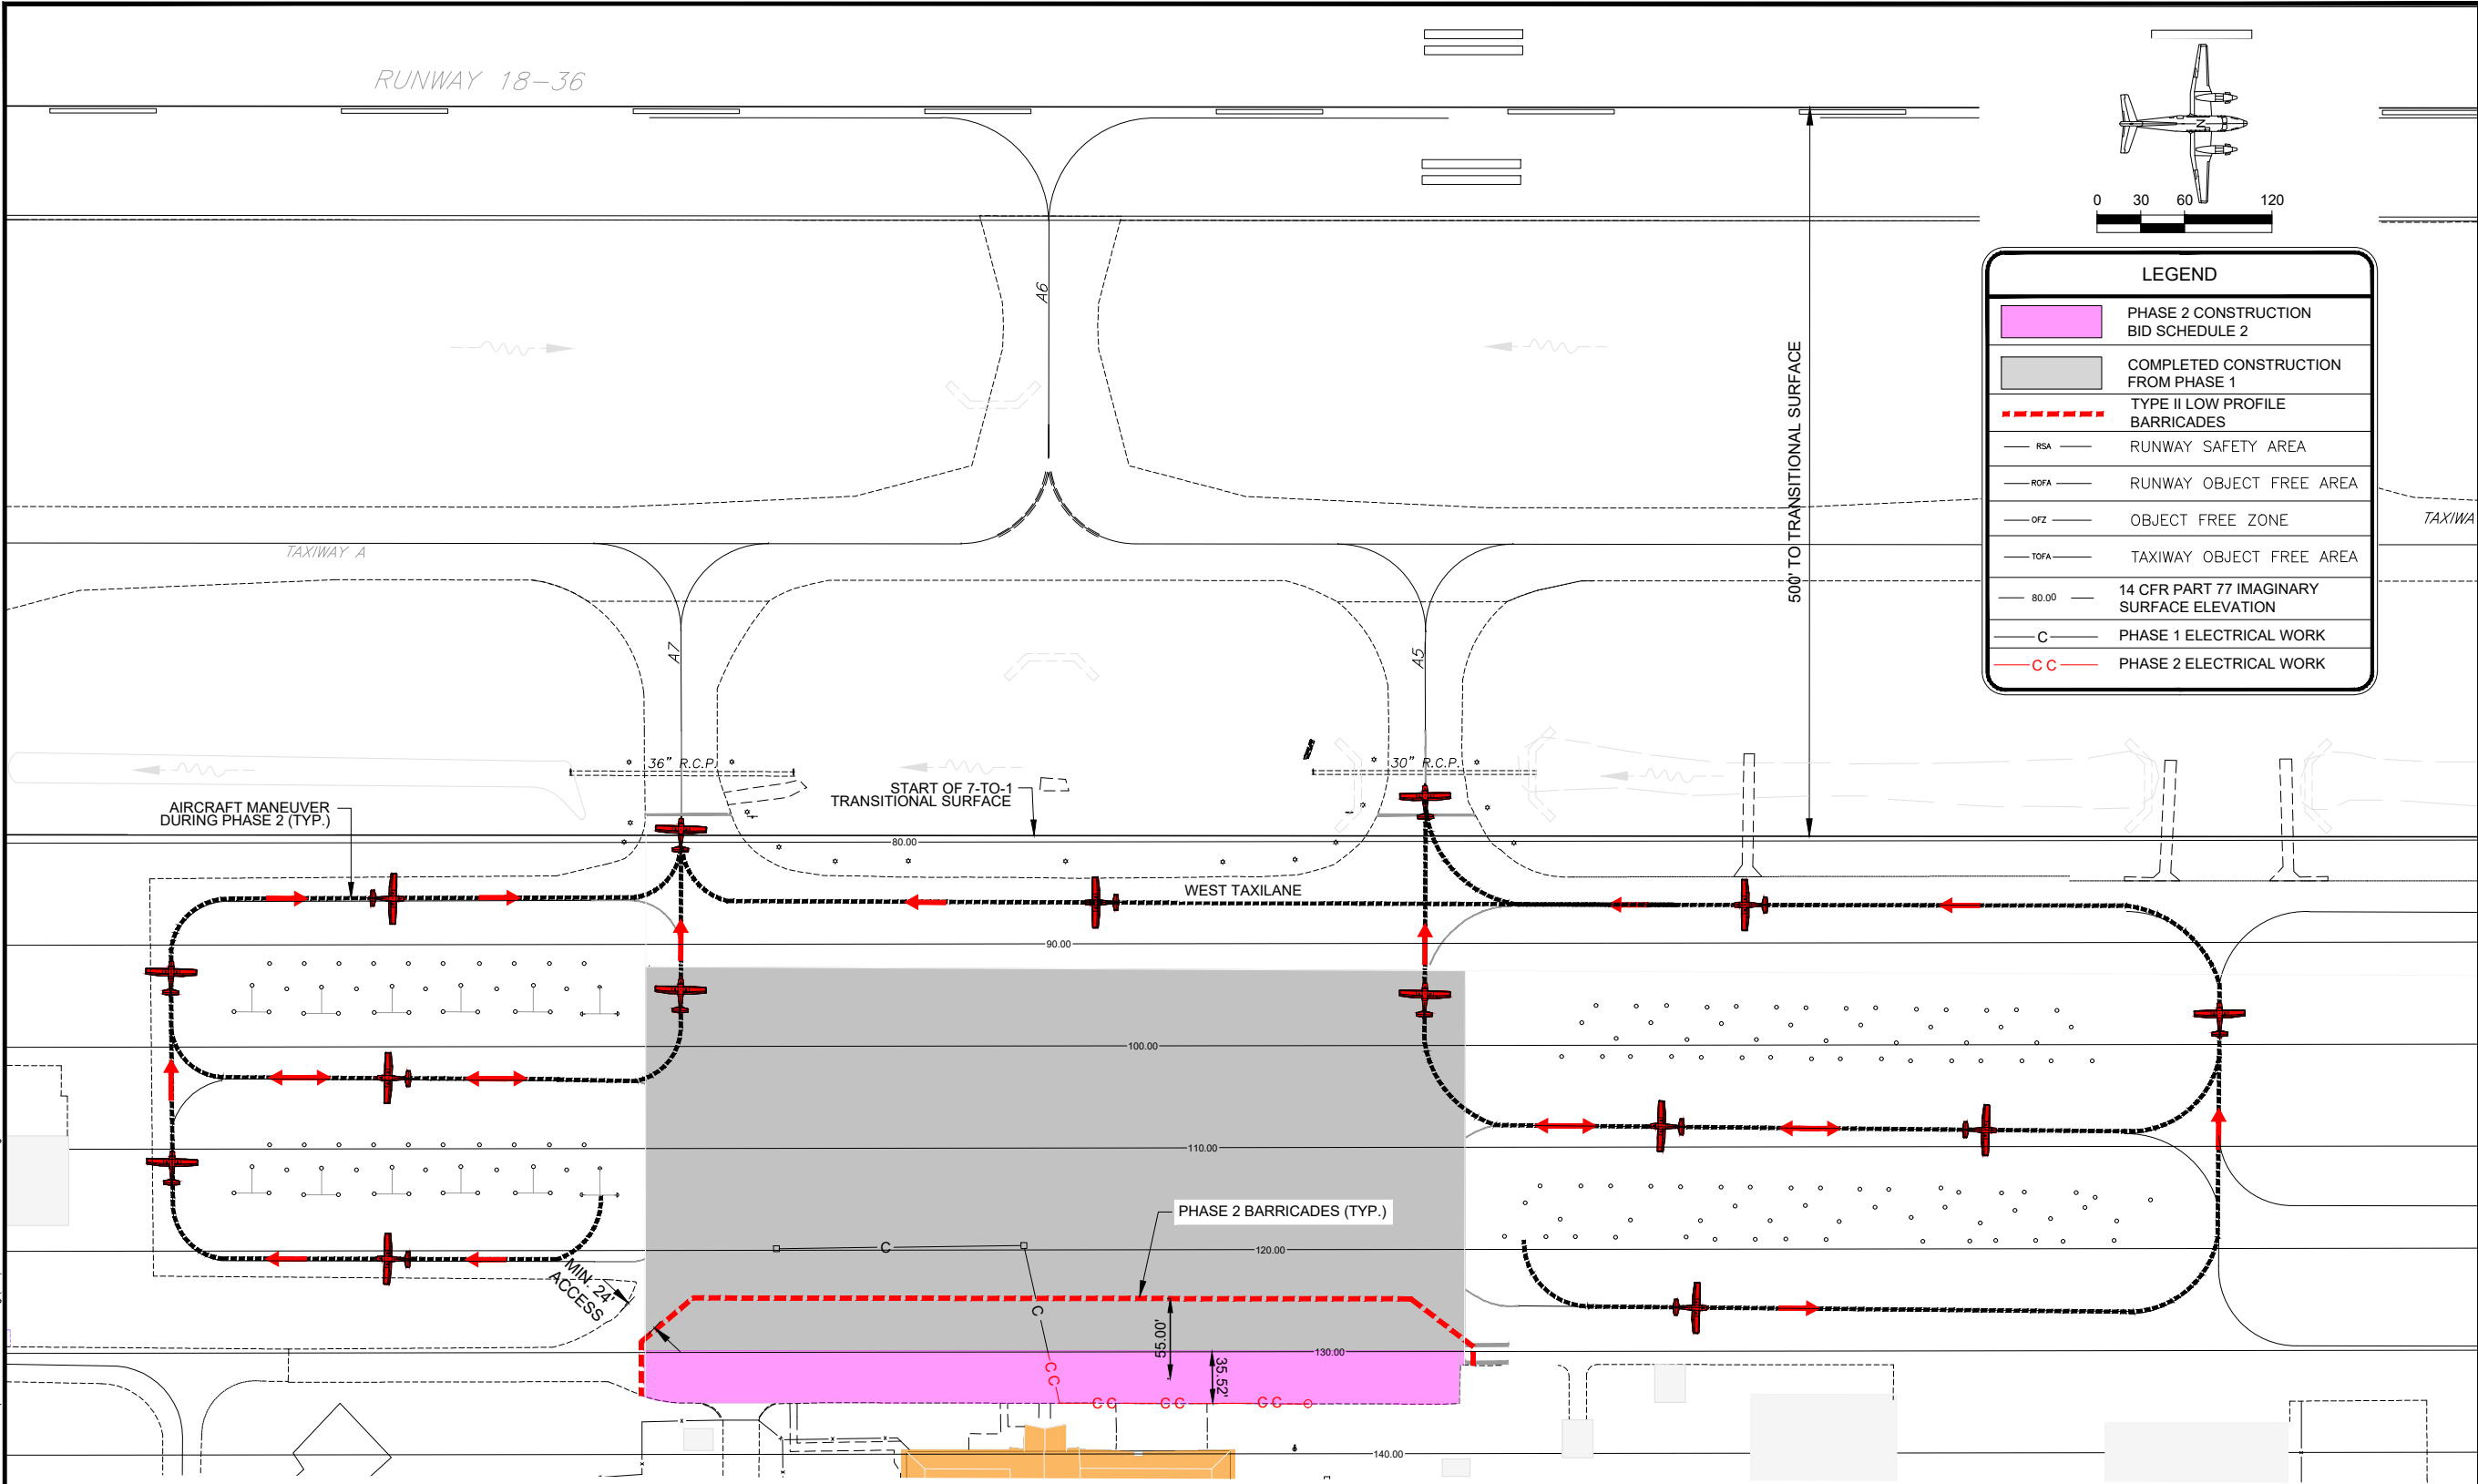 RUNWAY 18-36
0 30 60 120
LEGEND
PHASE 2 CONSTRUCTION
BID SCHEDULE 2
COMPLETED CONSTRUCTION
FROM PHASE 1
TYPE II LOW PROFILE
BARRICADES
RSA RUNWAY SAFETY AREA
ROFA RUNWAY OBJECT FREE AREA
OFZ OBJECT FREE ZONE
TOFA TAXIWAY OBJECT FREE AREA
80.00 14 CFR PART 77 IMAGINARY
SURFACE ELEVATION
C PHASE 1 ELECTRICAL WORK
C C PHASE 2 ELECTRICAL WORK
A6
500' TO TRANSITIONAL SURFACE
TAXIWAY A
TAXIWA
A7
A5
36" R.C.P.
30" R.C.P.
START OF 7-TO-1
TRANSITIONAL SURFACE
AIRCRAFT MANEUVER
DURING PHASE 2 (TYP.)
80.00
WEST TAXILANE
90.00
100.00
110.00
PHASE 2 BARRICADES (TYP.)
C
120.00
MIN. 24'
ACCESS
C
55.00'
130.00
35.52'
C C
C C
C C
C C
140.00